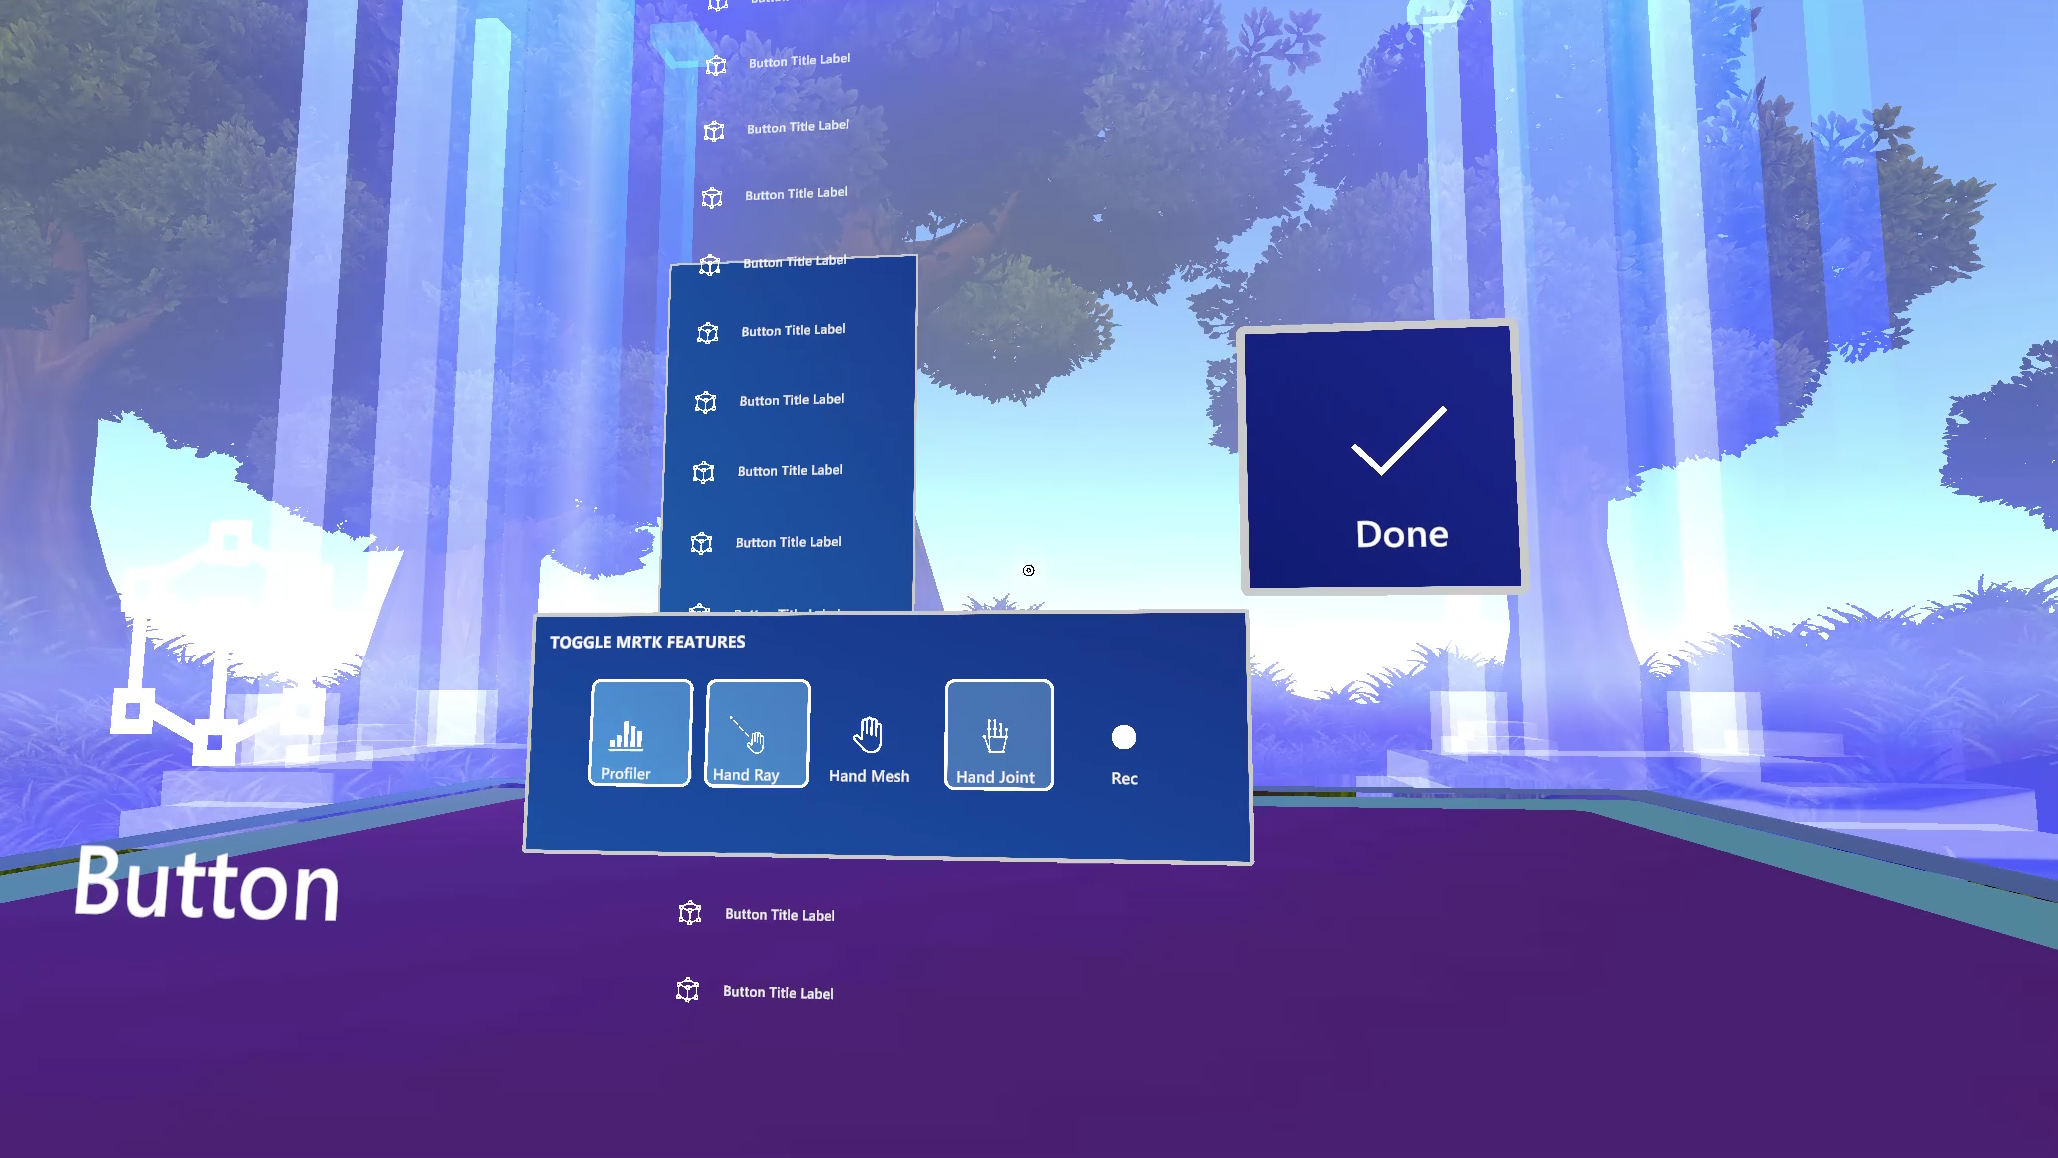 Button Title Label
Button Title Label
Button Title Label
Button Title Label
Button Title Label
Button Title Label
Button Title Label
Button Title Label
Done
TOGGLE MRTK FEATURES
Profiler
Hand Ray
Hand Mesh
Hand Joint
Rec
Button
Button Title Label
Button Title Label